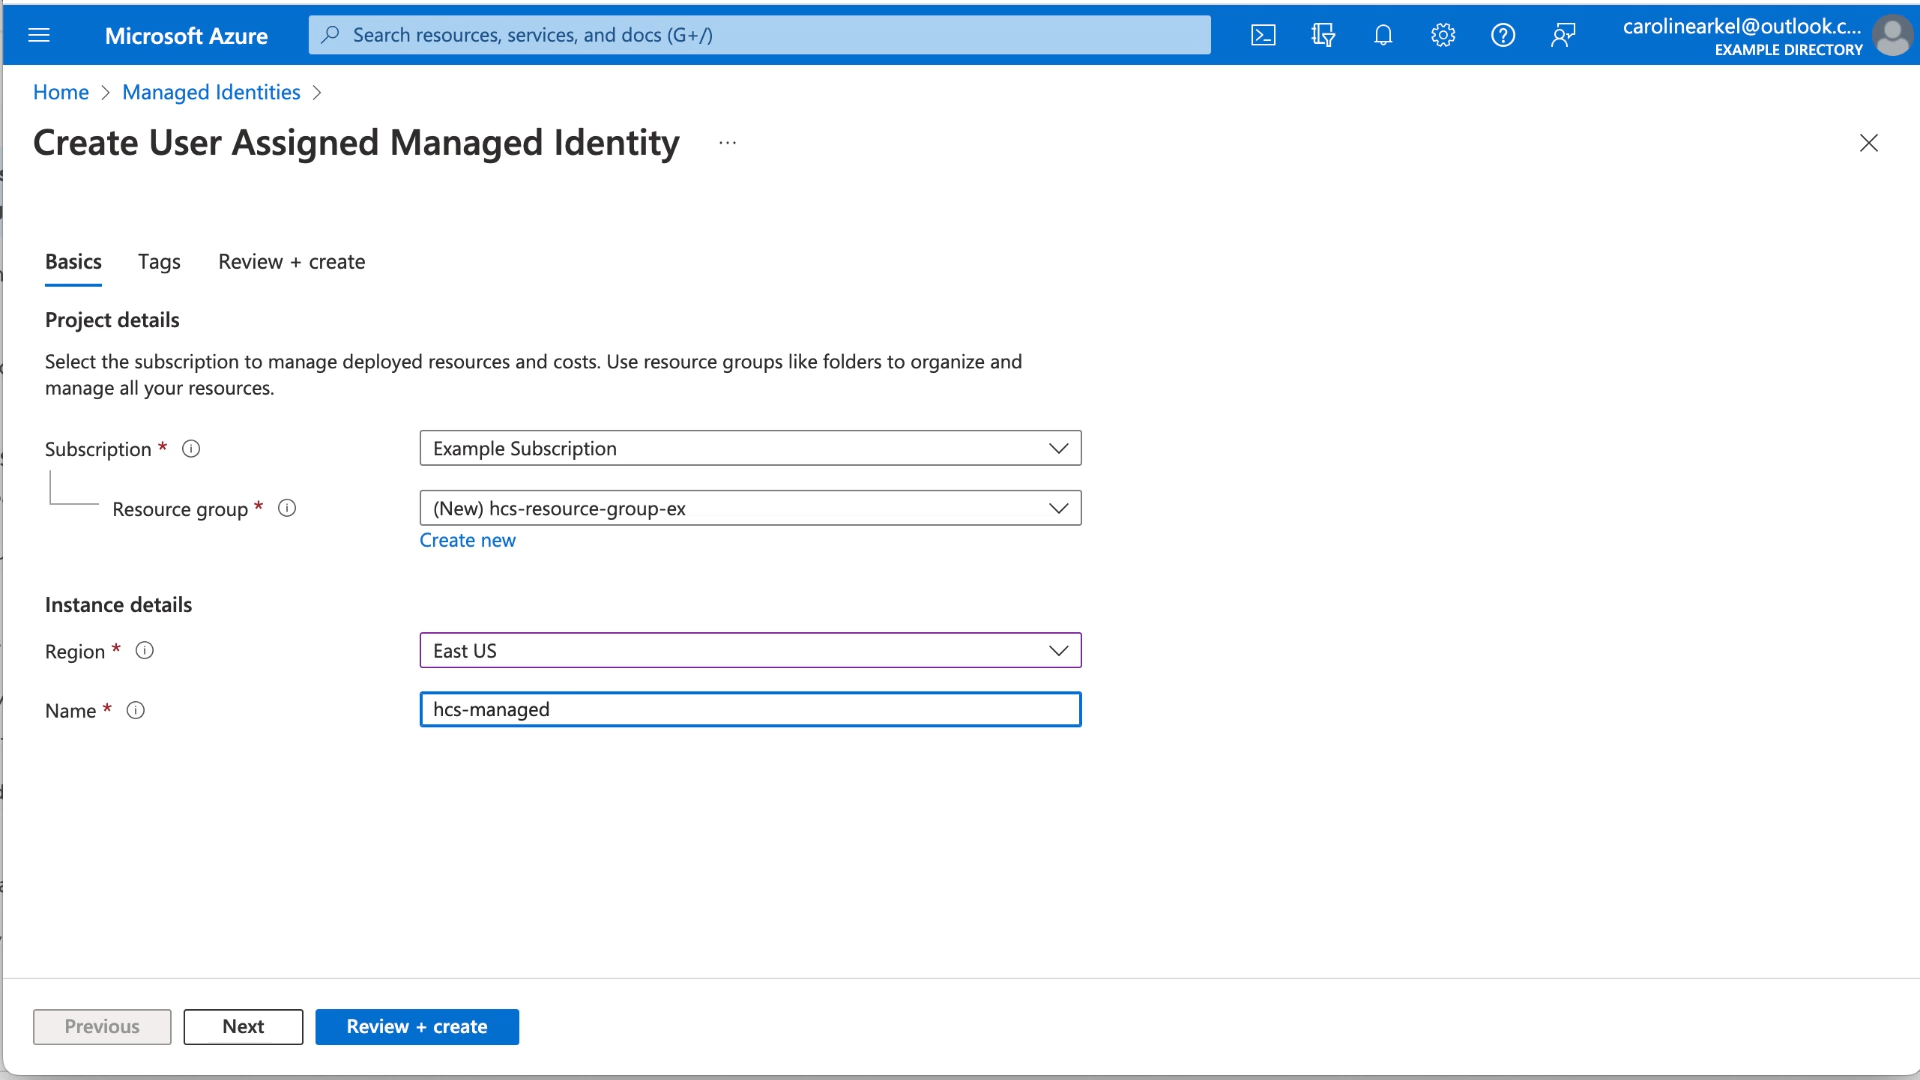 Microsoft Azure
Search resources, services, and docs (G+/)
carolinearkel@outlook.c...
EXAMPLE DIRECTORY
Home > Managed Identities >
Create User Assigned Managed Identity ...
Basics Tags Review + create
Project details
Select the subscription to manage deployed resources and costs. Use resource groups like folders to organize and
manage all your resources.
Subscription *
Example Subscription
Resource group *
(New) hcs-resource-group-ex
Create new
Instance details
Region *
East US
Name *
hcs-managed
Previous Next Review + create